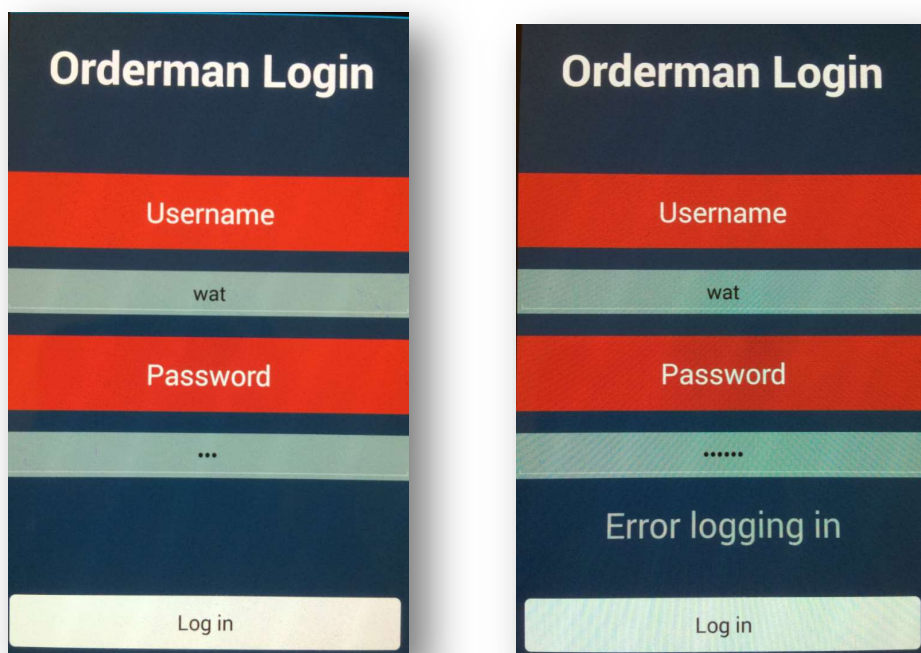 Orderman Login
Username
wat
Password
•••
Log in
Orderman Login
Username
wat
Password
••••••
Error logging in
Log in